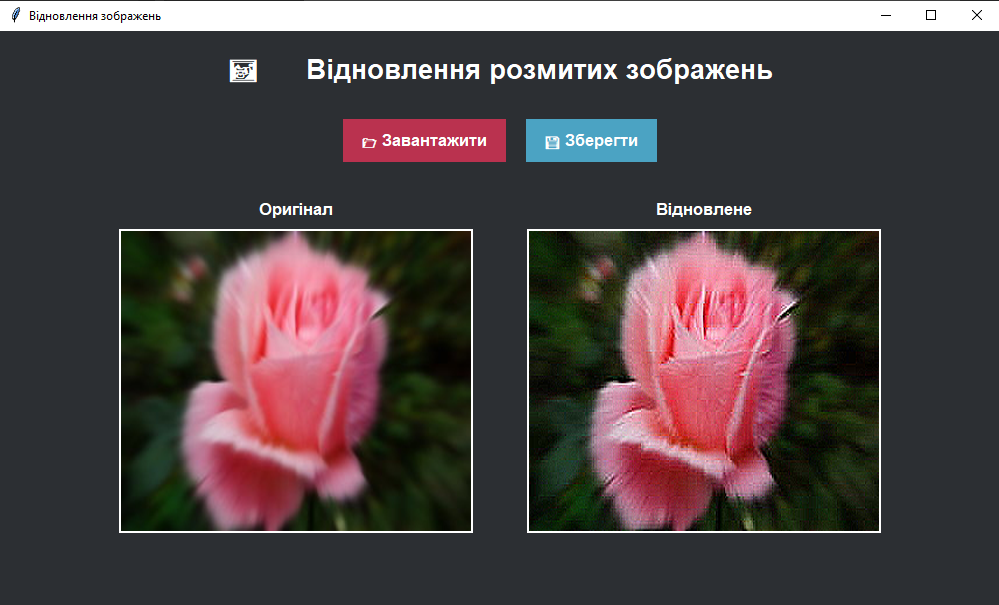 Відновлення зображень
Відновлення розмитих зображень
Завантажити
Зберегти
Оригінал
Відновлене